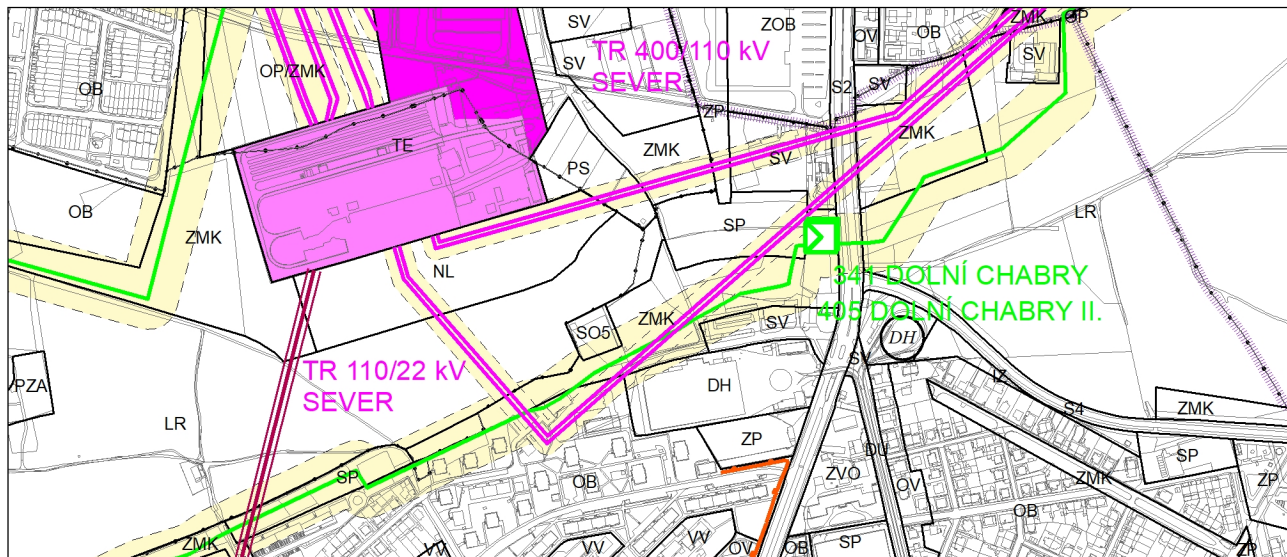 SV
ZOB
OV
OB
ZMK
OP
TR 400/110 kV
SEVER
SV
SV
OP/ZMK
OB
S2
SV
ZP
TE
ZMK
ZMK
PS
SV
OB
ZMK
SP
LR
NL
341 DOLNÍ CHABRY
405 DOLNÍ CHABRY II.
ZMK
SV
SO5
DH
SV
TR 110/22 kV
SEVER
PZA
DH
IZ
S4
ZMK
LR
ZP
DU
SP
OB
ZVO
OV
ZMK
SP
ZP
OB
ZMK
VV
VV
VV
OV
OB
SP
ZP